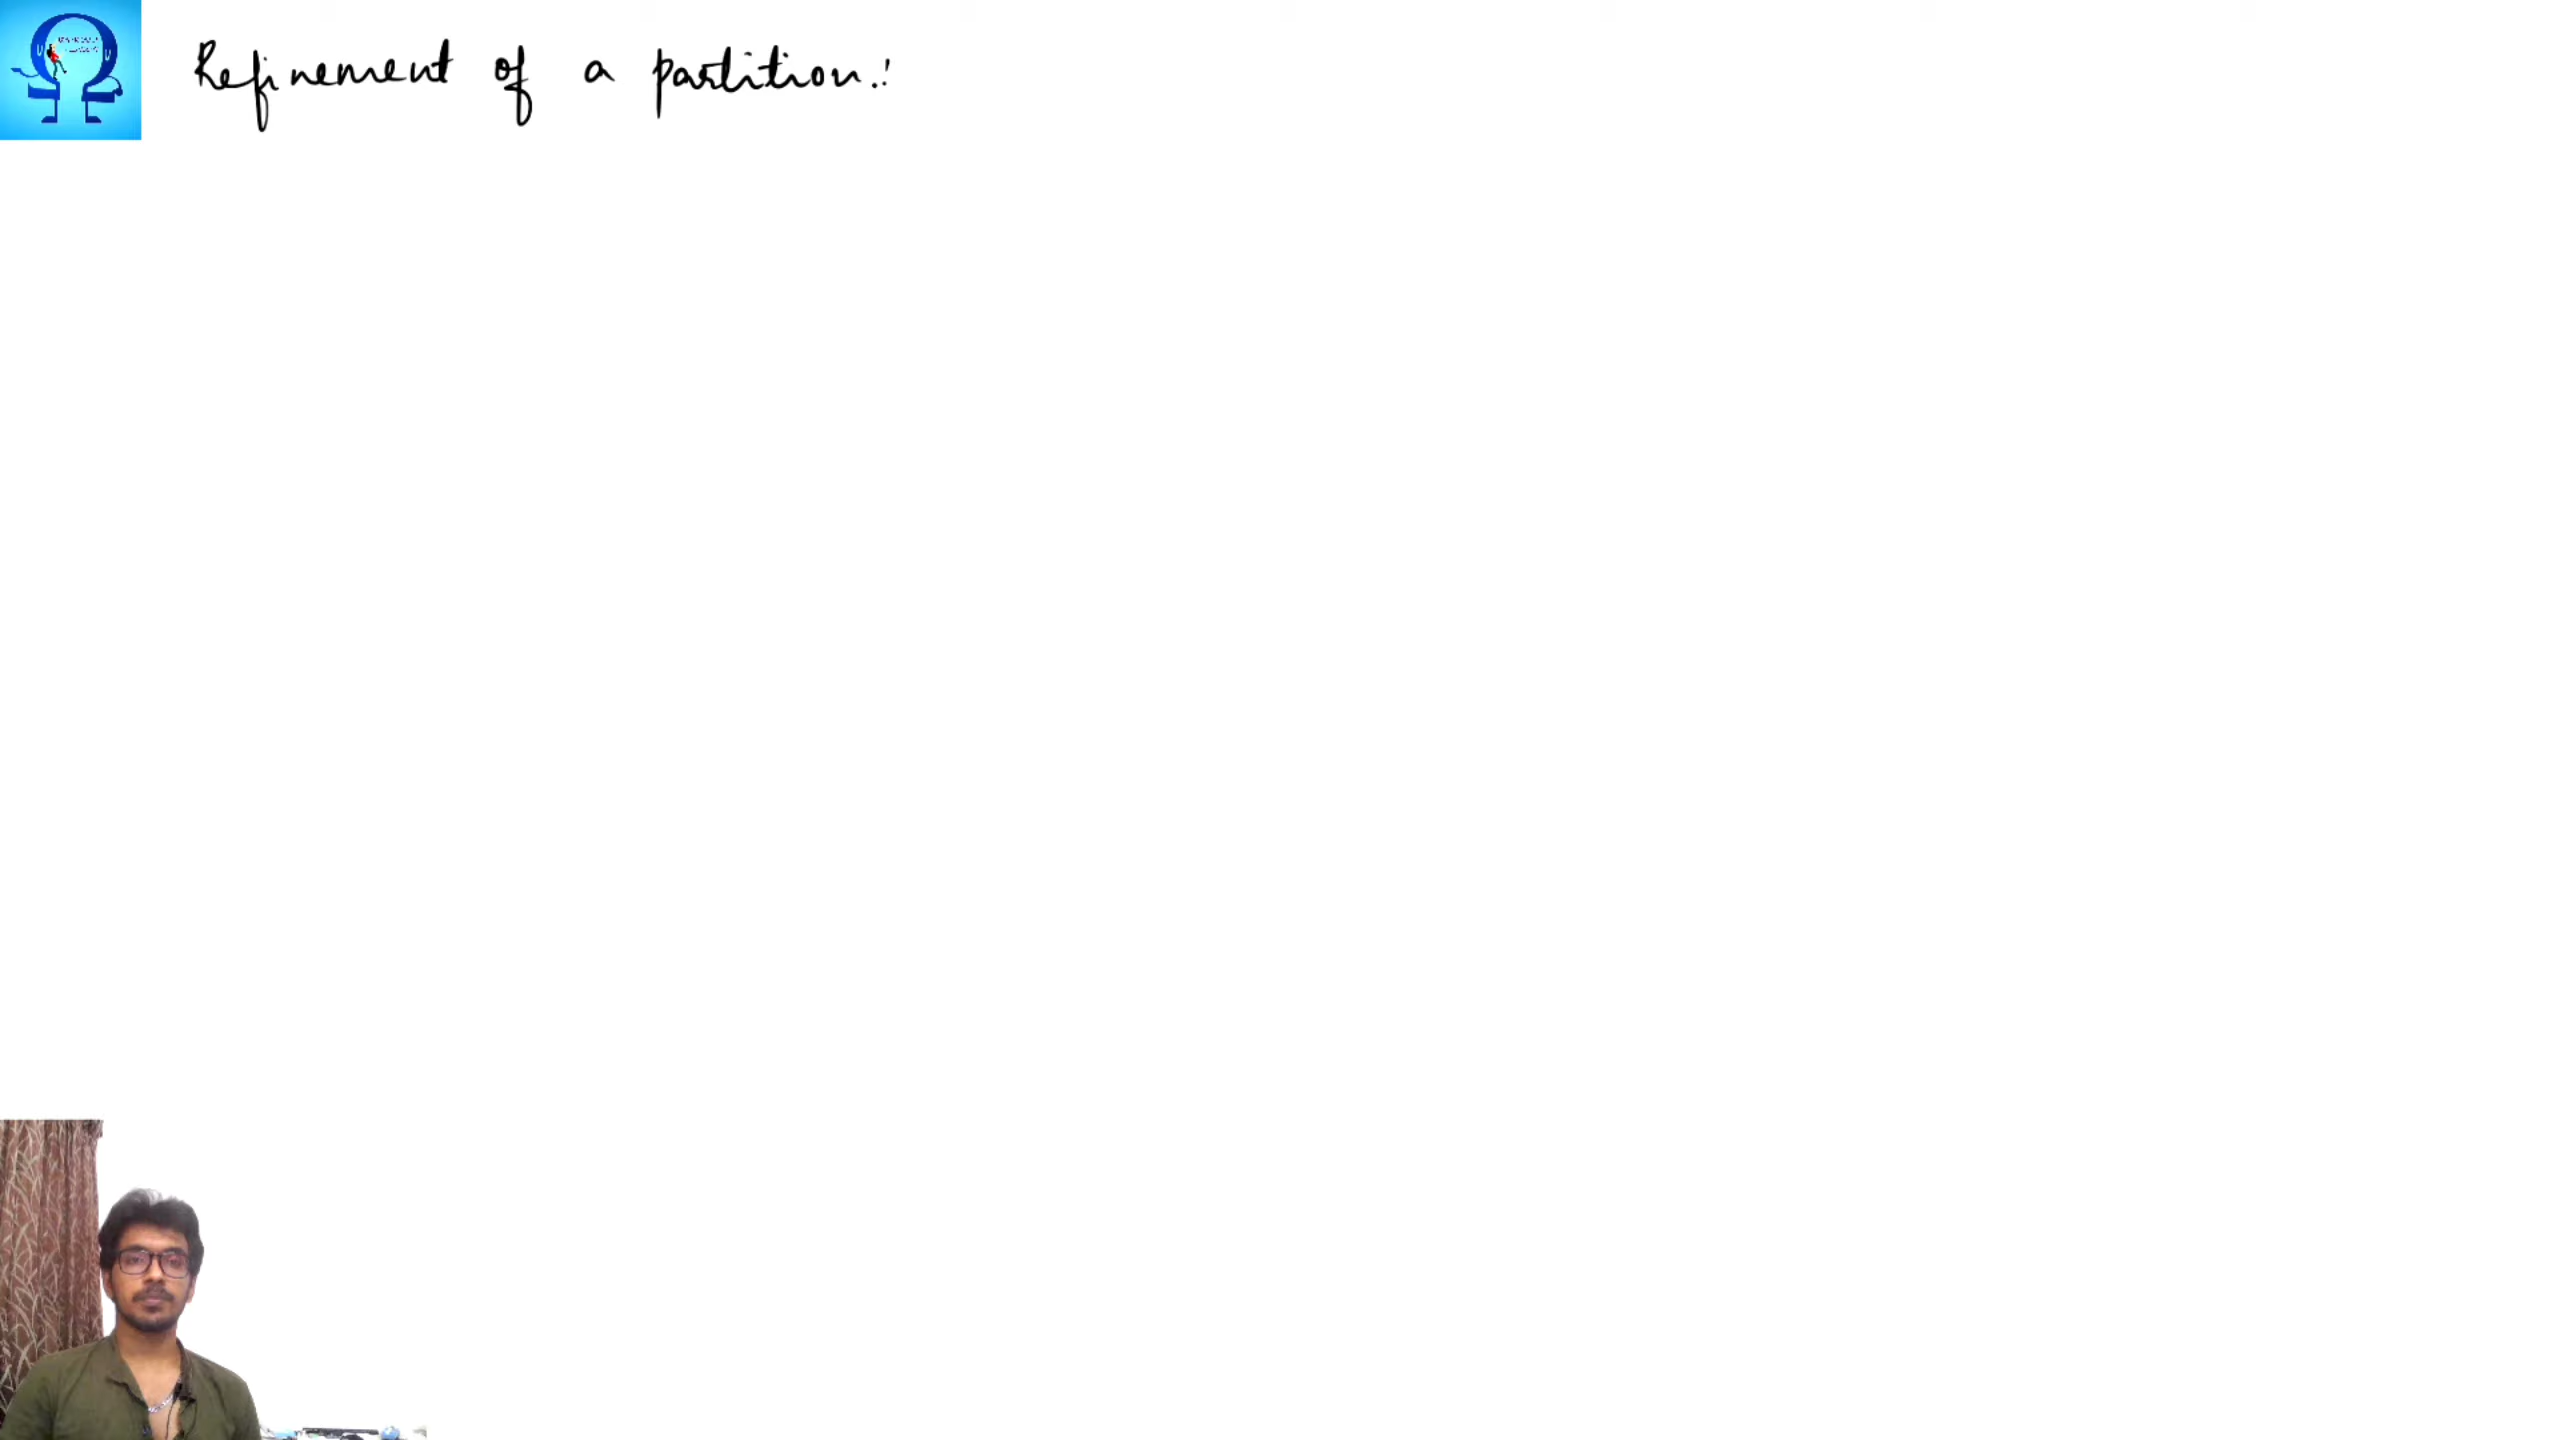 Refinement of a partition :